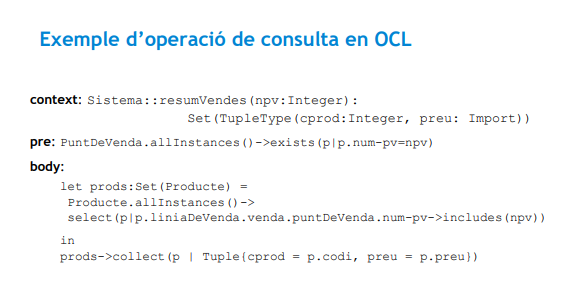 Exemple d'operació de consulta en OCL
context: Sistema::resumVendes(npv:Integer):
Set(TupleType(cprod:Integer, preu: Import))
pre: PuntDeVenda.allInstances()->exists(p|p.num-pv=npv)
body:
let prods:Set(Producte) =
Producte.allInstances()->
select(p|p.liniaDeVenda.venda.puntDeVenda.num-pv->includes(npv))
in
prods->collect(p | Tuple{cprod = p.codi, preu = p.preu})